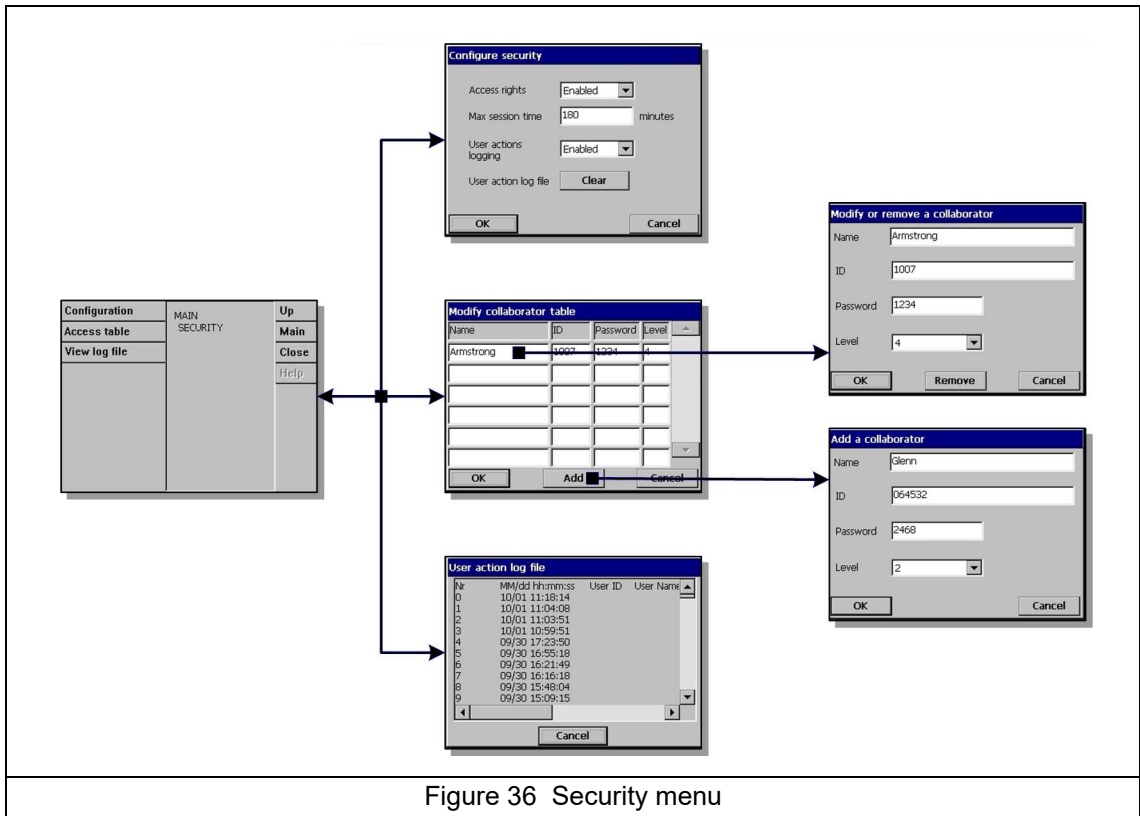 Configure security
Access rights Enabled
Max session time 180 minutes
User actions
logging Enabled
User action log file Clear
OK Cancel
Configuration MAIN Up
Access table SECURITY Main
View log file Close
Help
Modify collaborator table
Name ID Password Level
Armstrong 1007 1234 4
OK Add Cancel
Modify or remove a collaborator
Name Armstrong
ID 1007
Password 1234
Level 4
OK Remove Cancel
Add a collaborator
Name Glenn
ID 064532
Password 2468
Level 2
OK Cancel
User action log file
Nr MM/dd hh:mm:ss User ID User Name
0 10/01 11:18:14
1 10/01 11:04:08
2 10/01 11:03:51
3 10/01 10:59:51
4 09/30 17:23:50
5 09/30 16:55:18
6 09/30 16:21:49
7 09/30 16:16:18
8 09/30 15:48:04
9 09/30 15:09:15
Cancel
Figure 36 Security menu